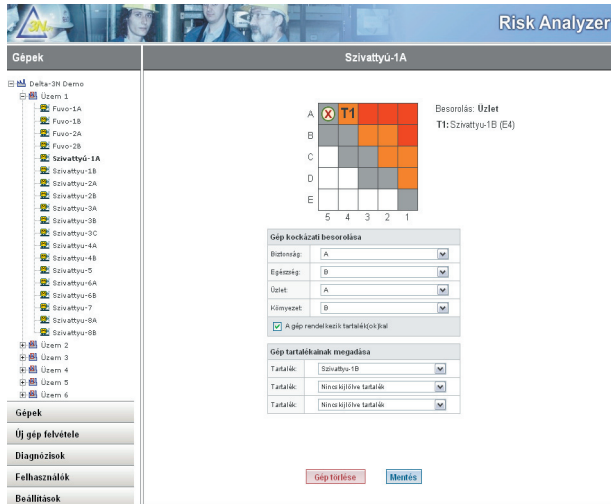 3N
Risk Analyzer
Gépek
Szivattyú-1A
Delta-3N Demo
Üzem 1
Fuvo-1A
Fuvo-1B
Fuvo-2A
Fuvo-2B
Szivattyú-1A
Szivattyu-1B
Szivattyu-2A
Szivattyu-2B
Szivattyu-3A
Szivattyu-3B
Szivattyu-3C
Szivattyu-4A
Szivattyu-4B
Szivattyu-5
Szivattyu-6A
Szivattyu-6B
Szivattyu-7
Szivattyu-8A
Szivattyu-8B
Üzem 2
Üzem 3
Üzem 4
Üzem 5
Üzem 6
Gépek
Új gép felvétele
Diagnózisok
Felhasználók
Beállítások
A X T1
B
C
D
E
5 4 3 2 1
Besorolás: Üzlet
T1: Szivattyu-1B (E4)
Gép kockázati besorolása
Biztonság: A
Egészség: B
Üzlet: A
Környezet: B
A gép rendelkezik tartalék(ok)kal
Gép tartalékainak megadása
Tartalék: Szivattyu-1B
Tartalék: Nincs kijlölve tartalék
Tartalék: Nincs kijlölve tartalék
Gép törlése Mentés